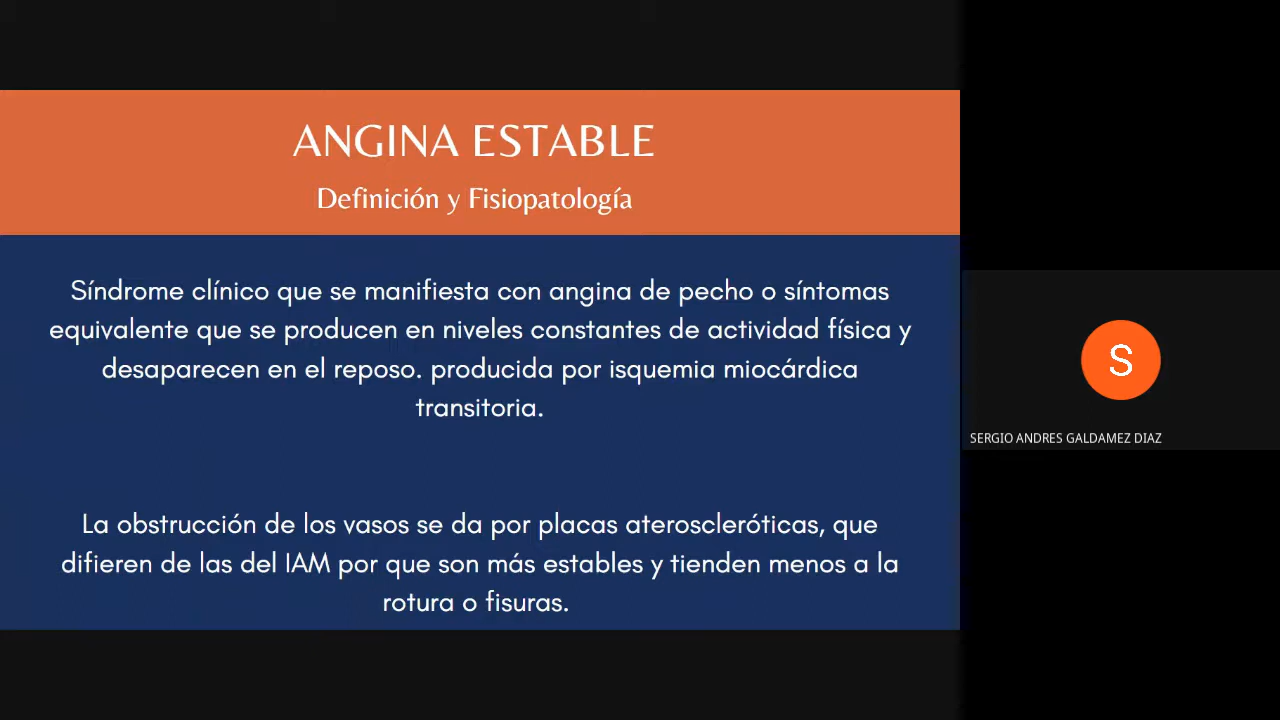 ANGINA ESTABLE
Definición y Fisiopatología
Síndrome clínico que se manifiesta con angina de pecho o síntomas
equivalente que se producen en niveles constantes de actividad física y
desaparecen en el reposo. producida por isquemia miocárdica
transitoria.
La obstrucción de los vasos se da por placas ateroscleróticas, que
difieren de las del IAM por que son más estables y tienden menos a la
rotura o fisuras.
S
SERGIO ANDRES GALDAMEZ DIAZ